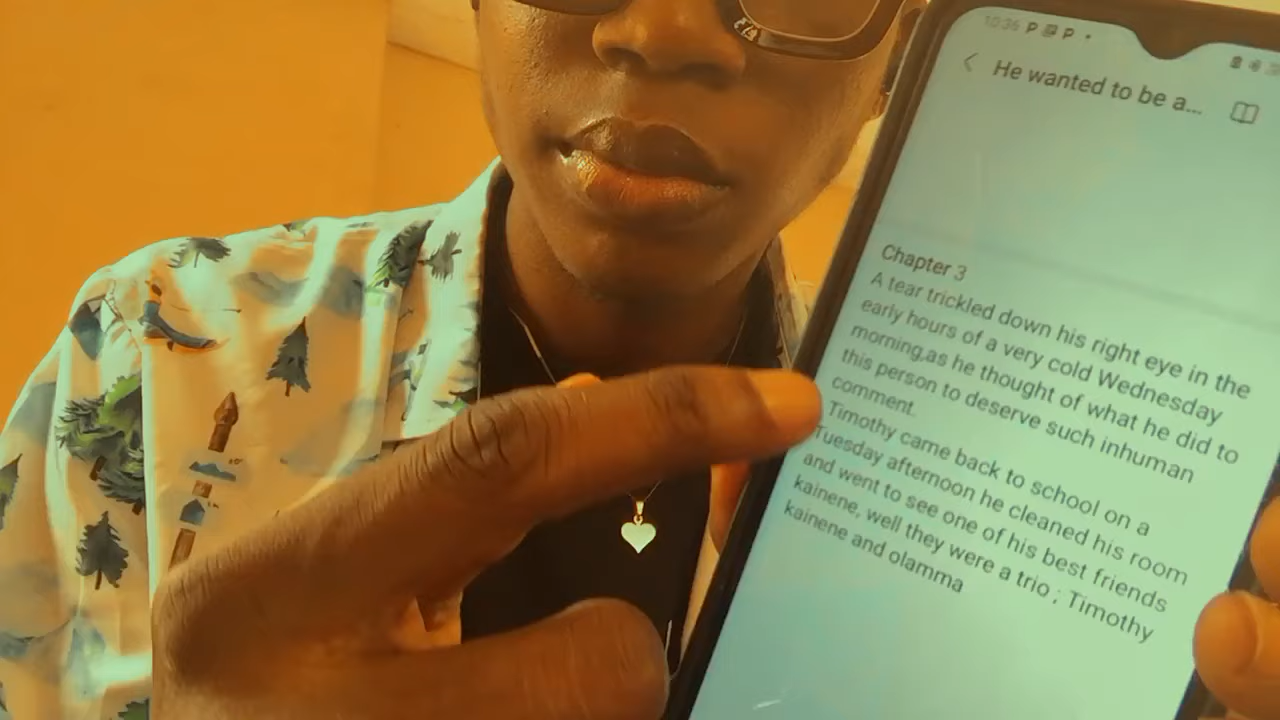 10:36
He wanted to be a...
Chapter 3
A tear trickled down his right eye in the
early hours of a very cold Wednesday
morning,as he thought of what he did to
this person to deserve such inhuman
comment.
Timothy came back to school on a
Tuesday afternoon he cleaned his room
and went to see one of his best friends
kainene, well they were a trio ; Timothy
kainene and olamma